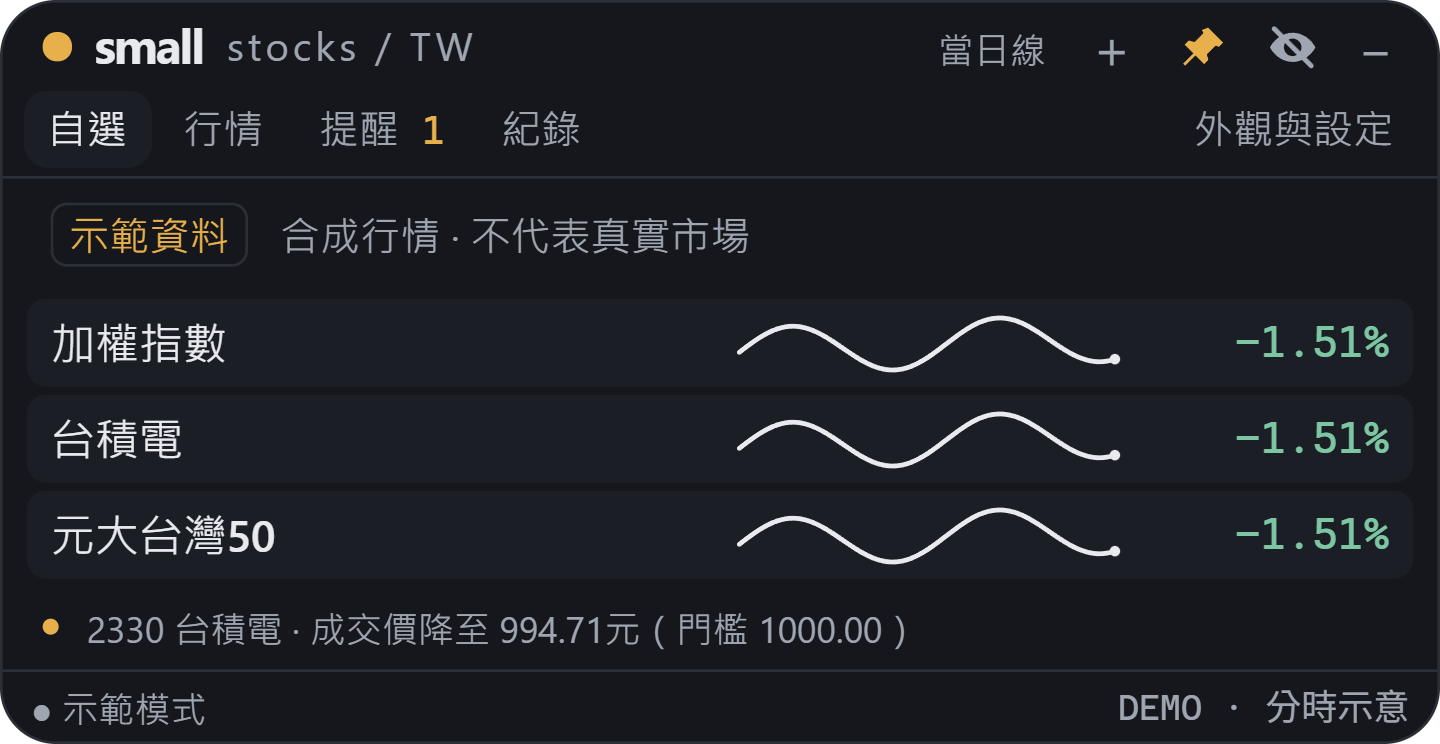 small stocks / TW 當日線 + −
自選 行情 提醒 1 紀錄 外觀與設定
示範資料 合成行情 · 不代表真實市場
加權指數 −1.51%
台積電 −1.51%
元大台灣50 −1.51%
2330 台積電 · 成交價降至 994.71元（門檻 1000.00）
示範模式 DEMO · 分時示意